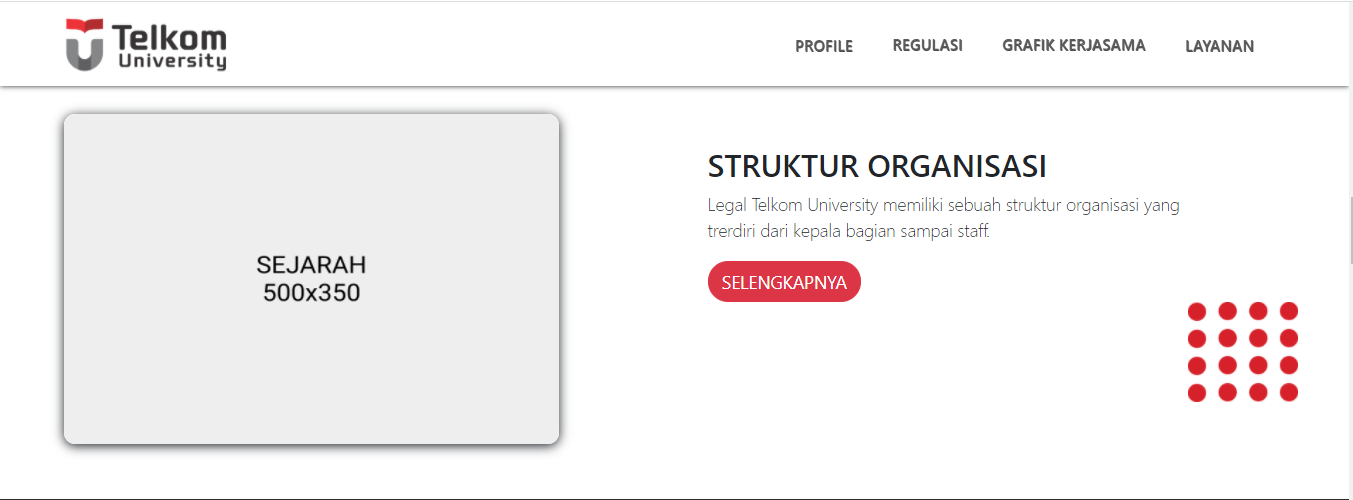 Telkom
University
PROFILE REGULASI GRAFIK KERJASAMA LAYANAN
SEJARAH
500x350
STRUKTUR ORGANISASI
Legal Telkom University memiliki sebuah struktur organisasi yang
trerdiri dari kepala bagian sampai staff.
SELENGKAPNYA